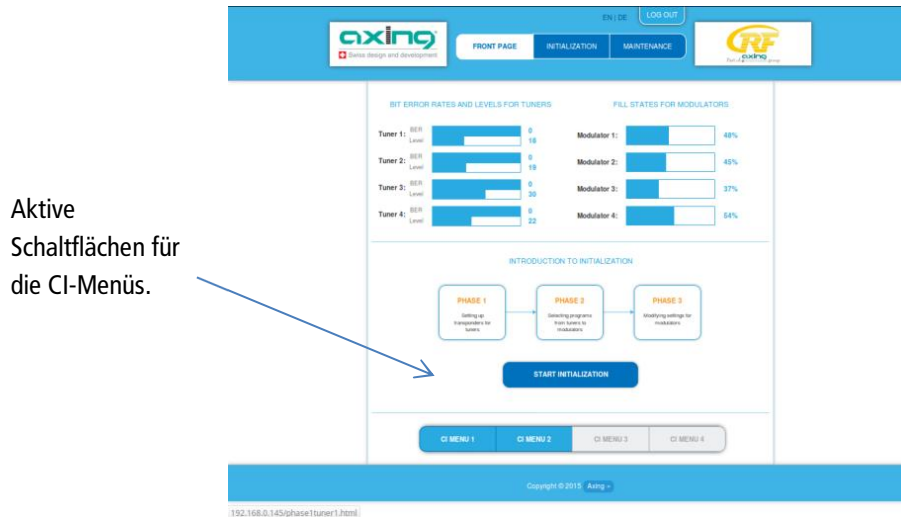 EN | DE
LOG OUT
axing
Swiss design and development
FRONT PAGE
INITIALIZATION
MAINTENANCE
CRF
axing
BIT ERROR RATES AND LEVELS FOR TUNERS
FILL STATES FOR MODULATORS
Tuner 1: BER 0
Level 18
Modulator 1: 48%
Tuner 2: BER 0
Level 19
Modulator 2: 45%
Tuner 3: BER 0
Level 30
Modulator 3: 37%
Tuner 4: BER 0
Level 22
Modulator 4: 54%
Aktive
Schaltflächen für
die CI-Menüs.
INTRODUCTION TO INITIALIZATION
PHASE 1
Setting up
transponders for
tuners
PHASE 2
Selecting programs
from tuners to
modulators
PHASE 3
Modifying settings for
modulators
START INITIALIZATION
CI MENU 1
CI MENU 2
CI MENU 3
CI MENU 4
Copyright © 2015 Axing »
192.168.0.145/phase1tuner1.html